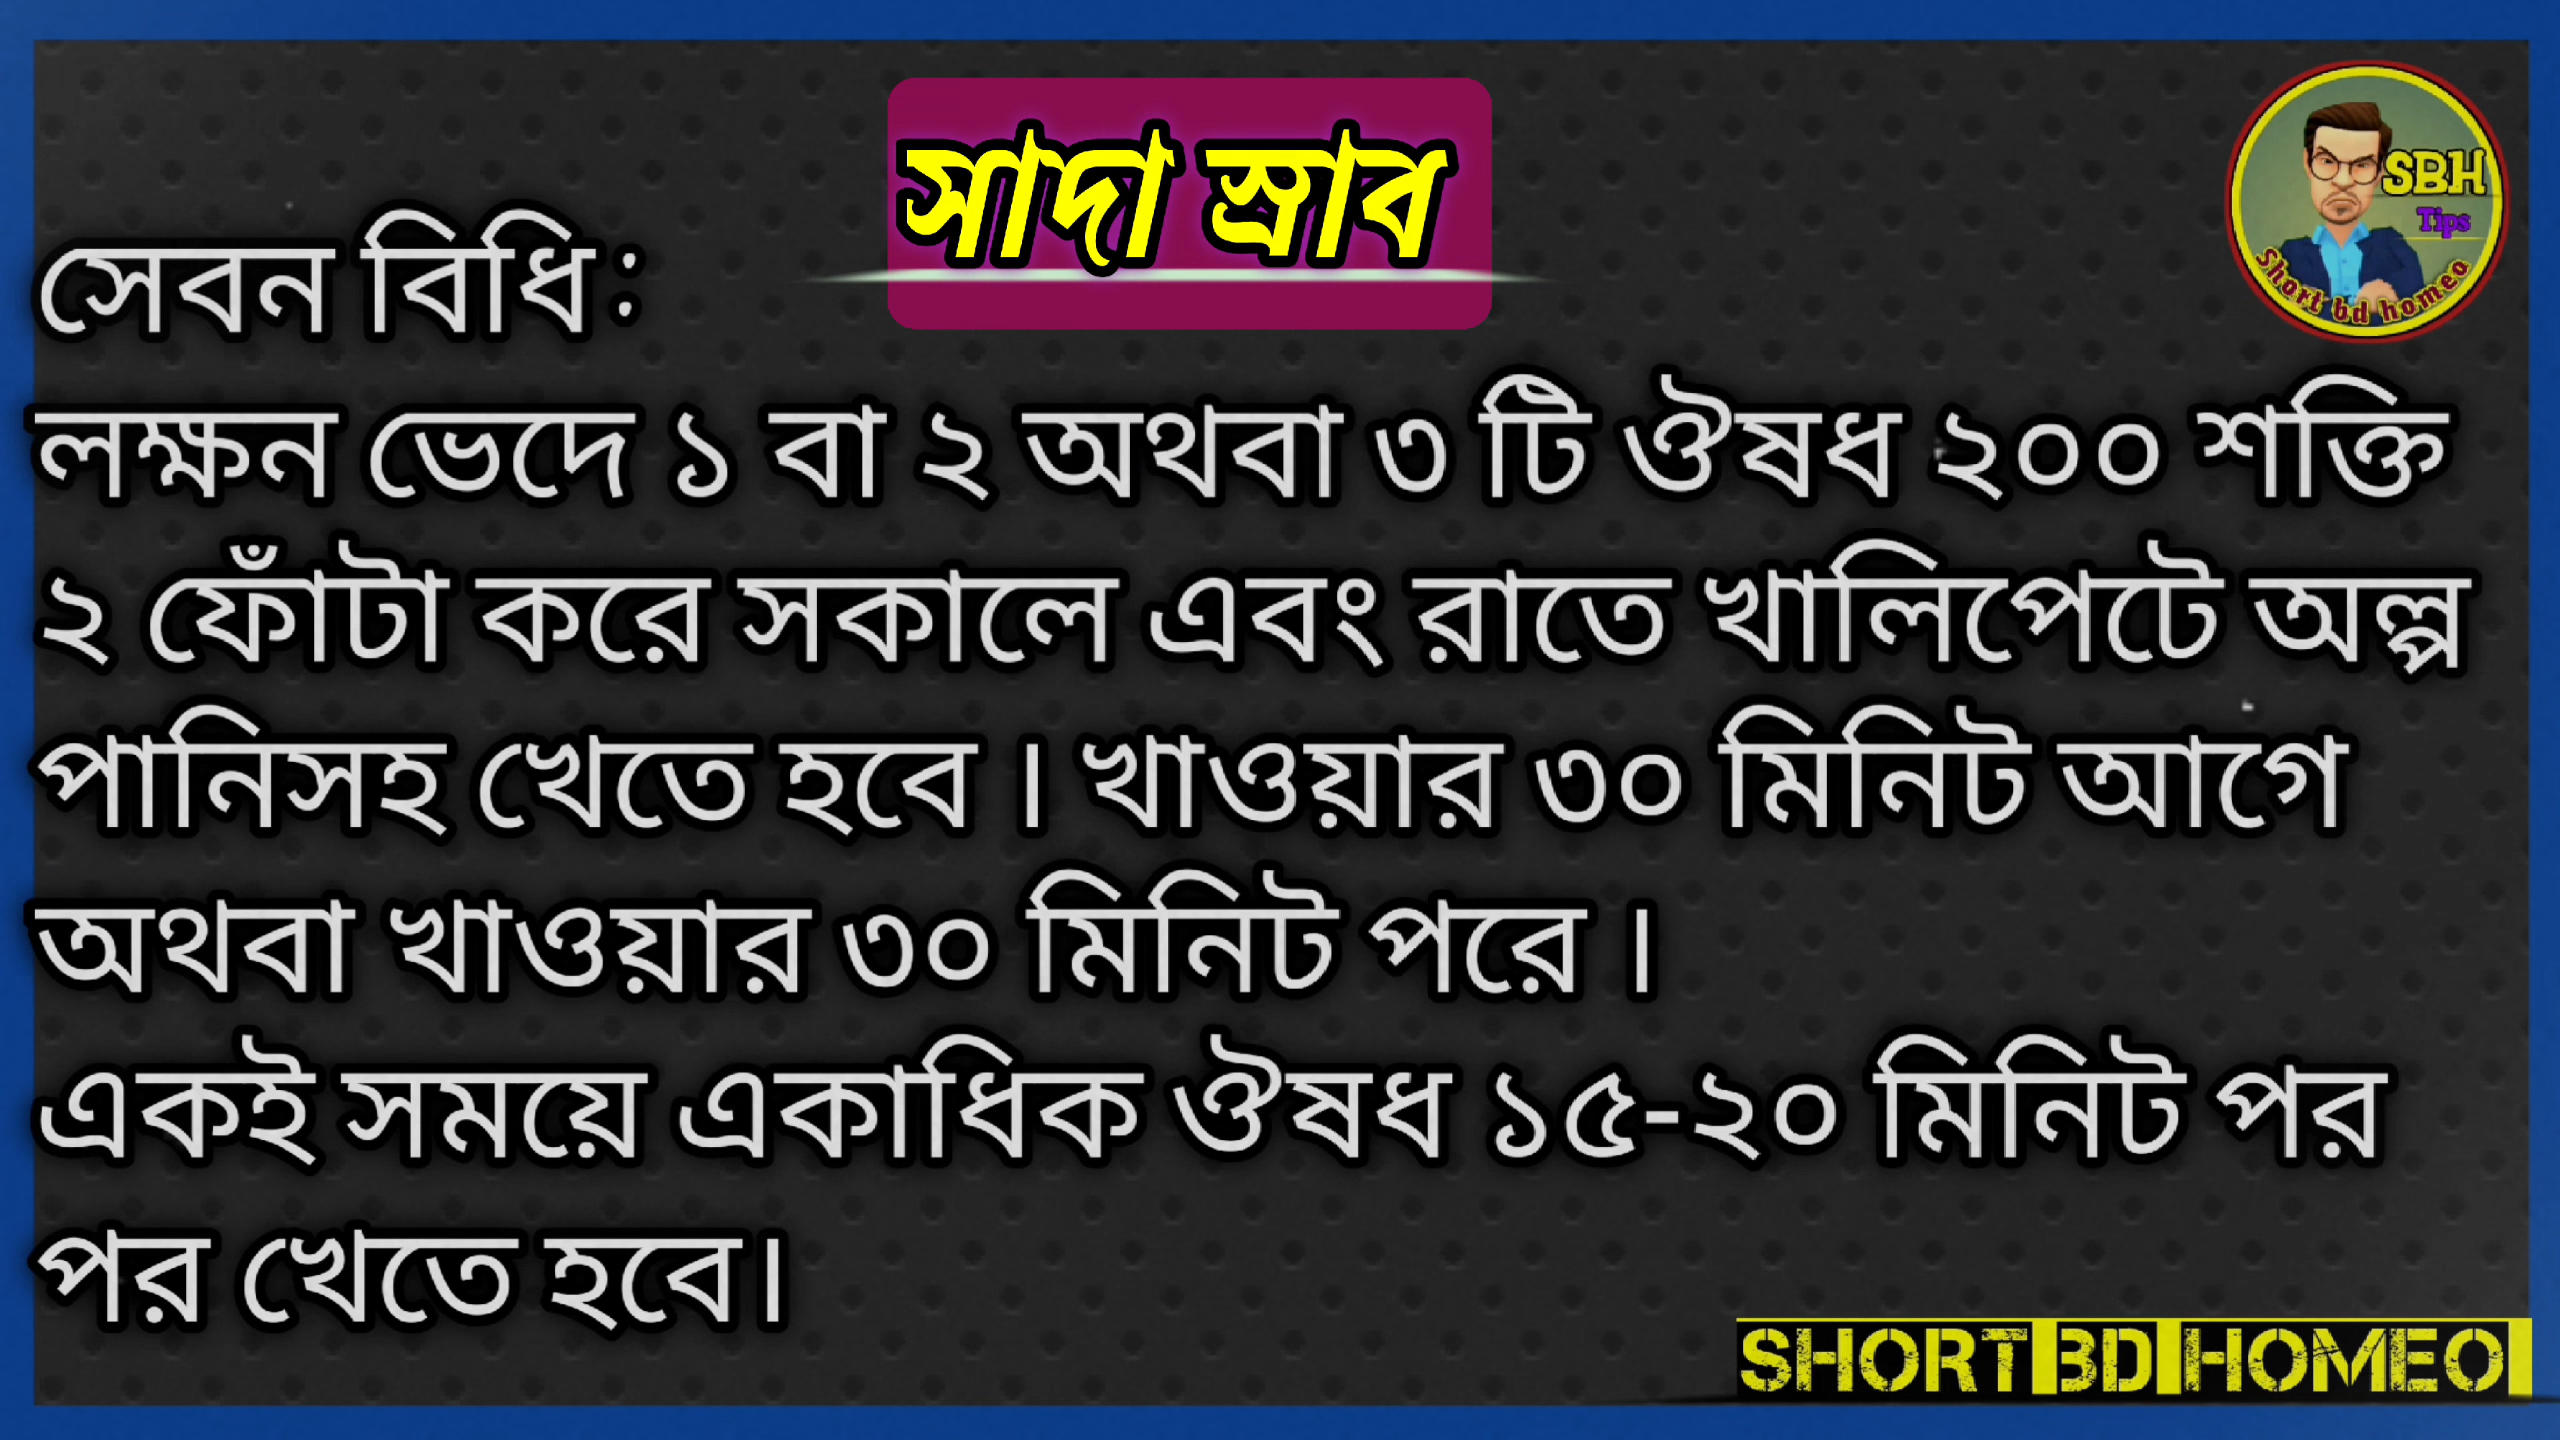 সাদা স্রাব
SBH
Tips
Short bd homeo
সেবন বিধি:
লক্ষন ভেদে ১ বা ২ অথবা ৩ টি ঔষধ ২০০ শক্তি
২ ফোঁটা করে সকালে এবং রাতে খালিপেটে অল্প
পানিসহ খেতে হবে । খাওয়ার ৩০ মিনিট আগে
অথবা খাওয়ার ৩০ মিনিট পরে ।
একই সময়ে একাধিক ঔষধ ১৫-২০ মিনিট পর
পর খেতে হবে।
SHORT BD HOMEO